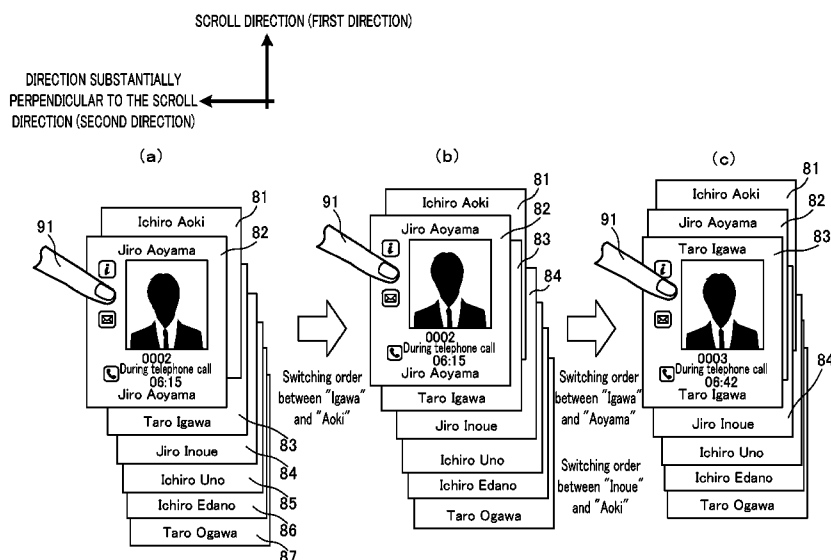 SCROLL DIRECTION (FIRST DIRECTION)
DIRECTION SUBSTANTIALLY
PERPENDICULAR TO THE SCROLL
DIRECTION (SECOND DIRECTION)
(a)
91
Ichiro Aoki
81
Jiro Aoyama
82
i
0002
During telephone call
06:15
Jiro Aoyama
Taro Igawa
83
Jiro Inoue
84
Ichiro Uno
85
Ichiro Edano
86
Taro Ogawa
87
Switching order
between "Igawa"
and "Aoki"
(b)
91
Ichiro Aoki
81
Jiro Aoyama
82
83
84
i
0002
During telephone call
06:15
Jiro Aoyama
Taro Igawa
Jiro Inoue
Ichiro Uno
Ichiro Edano
Taro Ogawa
Switching order
between "Igawa"
and "Aoyama"
Switching order
between "Inoue"
and "Aoki"
(c)
91
Ichiro Aoki
81
Jiro Aoyama
82
Taro Igawa
83
i
0003
During telephone call
06:42
Taro Igawa
84
Jiro Inoue
Ichiro Uno
Ichiro Edano
Taro Ogawa